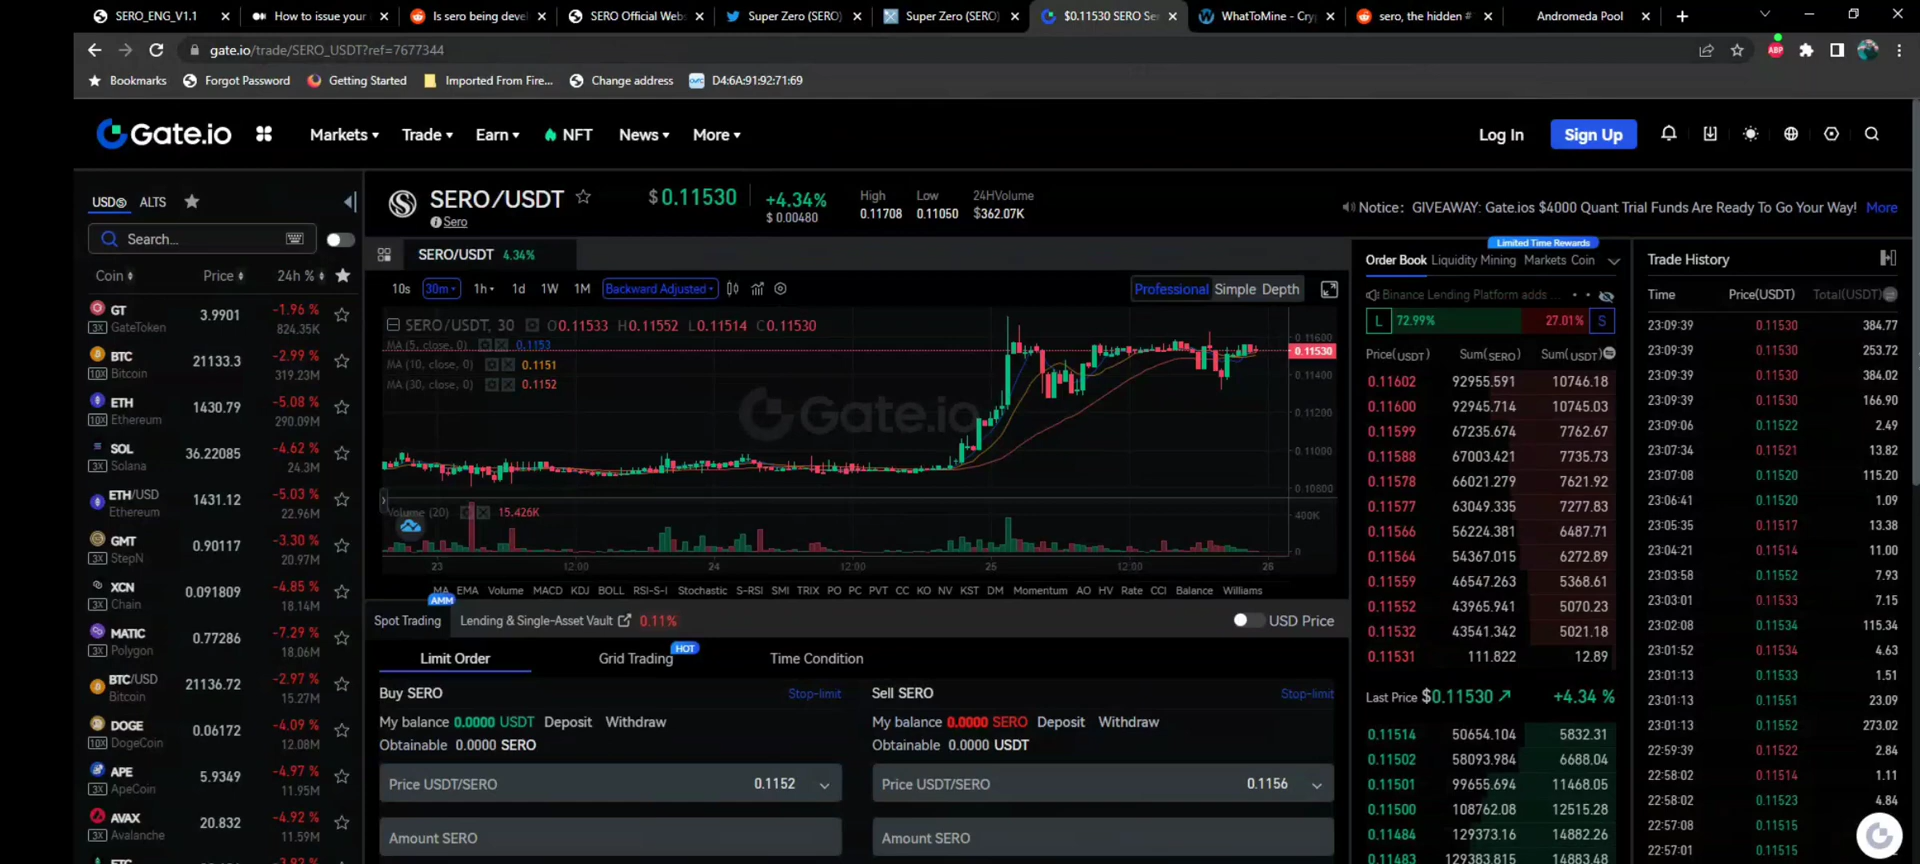 SERO_ENG_V1.1
How to issue your
Is sero being deve
SERO Official Webs
Super Zero (SERO)
Super Zero (SERO)
$0.11530 SERO Se
WhatToMine - Cryp
sero, the hidden #
Andromeda Pool
gate.io/trade/SERO_USDT?ref=7677344
ABP
Bookmarks
Forgot Password
Getting Started
Imported From Fire...
Change address
D4:6A:91:92:71:69
Gate.io
Markets
Trade
Earn
NFT
News
More
Log In
Sign Up
USDⓈ ALTS
SERO/USDT
Sero
$0.11530
+4.34%
$ 0.00480
High
0.11708
Low
0.11050
24HVolume
$362.07K
Notice: GIVEAWAY: Gate.ios $4000 Quant Trial Funds Are Ready To Go Your Way! More
Search...
Coin Price 24h %
GT 3.9901 -1.96 %
3X GateToken 824.35K
BTC 21133.3 -2.99 %
10X Bitcoin 319.23M
ETH 1430.79 -5.08 %
10X Ethereum 290.09M
SOL 36.22085 -4.62 %
3X Solana 24.3M
ETH/USD 1431.12 -5.03 %
Ethereum 22.96M
GMT 0.90117 -3.30 %
3X StepN 20.97M
XCN 0.091809 -4.85 %
3X Chain 18.14M
MATIC 0.77286 -7.29 %
3X Polygon 18.06M
BTC/USD 21136.72 -2.97 %
Bitcoin 15.27M
DOGE 0.06172 -4.09 %
10X DogeCoin 12.08M
APE 5.9349 -4.97 %
3X ApeCoin 11.95M
AVAX 20.832 -4.92 %
3X Avalanche 11.59M
SERO/USDT 4.34%
10s 30m 1h 1d 1W 1M Backward Adjusted
Professional Simple Depth
SERO/USDT, 30 O0.11533 H0.11552 L0.11514 C0.11530
MA (5, close, 0) 0.1153
MA (10, close, 0) 0.1151
MA (30, close, 0) 0.1152
Gate.io
0.11600
0.11530
0.11400
0.11200
0.11000
0.10800
Volume (20) 15.426K
400K
0
23 12:00 24 12:00 25 12:00 26
MA EMA Volume MACD KDJ BOLL RSI-S-I Stochastic S-RSI SMI TRIX PO PC PVT CC KO NV KST DM Momentum AO HV Rate CCI Balance Williams
AMM
Spot Trading
Lending & Single-Asset Vault 0.11%
USD Price
HOT
Limit Order
Grid Trading
Time Condition
Buy SERO Stop-limit
My balance 0.0000 USDT Deposit Withdraw
Obtainable 0.0000 SERO
Price USDT/SERO 0.1152
Amount SERO
Sell SERO Stop-limit
My balance 0.0000 SERO Deposit Withdraw
Obtainable 0.0000 USDT
Price USDT/SERO 0.1156
Amount SERO
Limited Time Rewards
Order Book Liquidity Mining Markets Coin
Binance Lending Platform adds ...
L 72.99% 27.01% S
Price(USDT) Sum(SERO) Sum(USDT)
0.11602 92955.591 10746.18
0.11600 92945.714 10745.03
0.11599 67235.674 7762.67
0.11588 67003.421 7735.73
0.11578 66021.279 7621.92
0.11577 63049.335 7277.83
0.11566 56224.381 6487.71
0.11564 54367.015 6272.89
0.11559 46547.263 5368.61
0.11552 43965.941 5070.23
0.11532 43541.342 5021.18
0.11531 111.822 12.89
Last Price $0.11530 +4.34 %
0.11514 50654.104 5832.31
0.11502 58093.984 6688.04
0.11501 99655.694 11468.05
0.11500 108762.08 12515.28
0.11484 129373.16 14882.26
0.11483 129383.815 14883.48
Trade History
Time Price(USDT) Total(USDT)
23:09:39 0.11530 384.77
23:09:39 0.11530 253.72
23:09:39 0.11530 384.02
23:09:39 0.11530 166.90
23:09:06 0.11522 2.49
23:07:34 0.11521 13.82
23:07:08 0.11520 115.20
23:06:41 0.11520 1.09
23:05:35 0.11517 13.38
23:04:21 0.11514 11.00
23:03:58 0.11552 7.93
23:03:01 0.11533 7.15
23:02:08 0.11534 115.34
23:01:52 0.11534 4.63
23:01:13 0.11533 1.51
23:01:13 0.11551 23.09
23:01:13 0.11552 273.02
22:59:39 0.11522 2.84
22:58:02 0.11514 1.11
22:58:02 0.11523 4.84
22:57:08 0.11515
22:57:01 0.11515